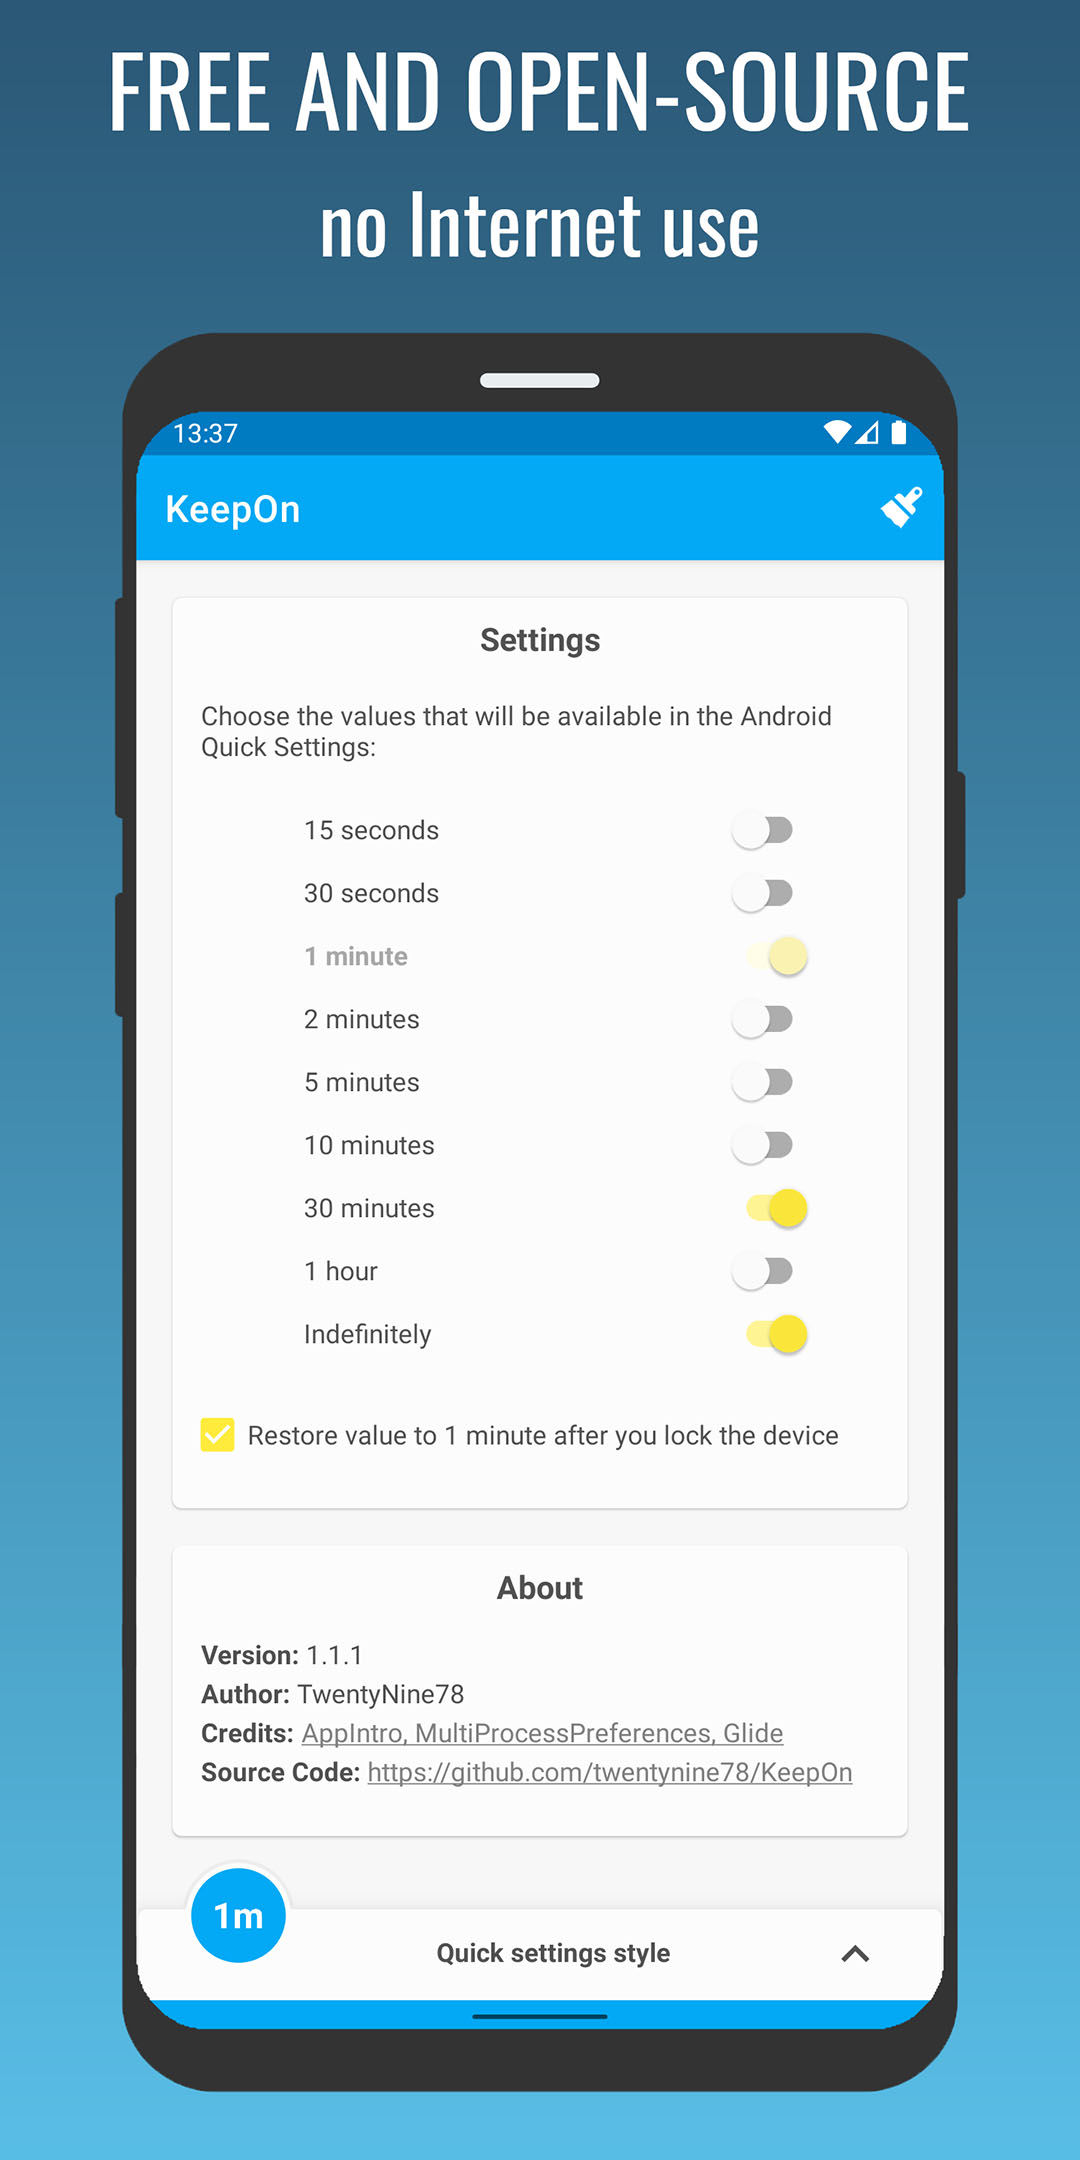 FREE AND OPEN-SOURCE
no Internet use
13:37
KeepOn
Settings
Choose the values that will be available in the Android
Quick Settings:
15 seconds
30 seconds
1 minute
2 minutes
5 minutes
10 minutes
30 minutes
1 hour
Indefinitely
Restore value to 1 minute after you lock the device
About
Version: 1.1.1
Author: TwentyNine78
Credits: AppIntro, MultiProcessPreferences, Glide
Source Code: https://github.com/twentynine78/KeepOn
1m
Quick settings style